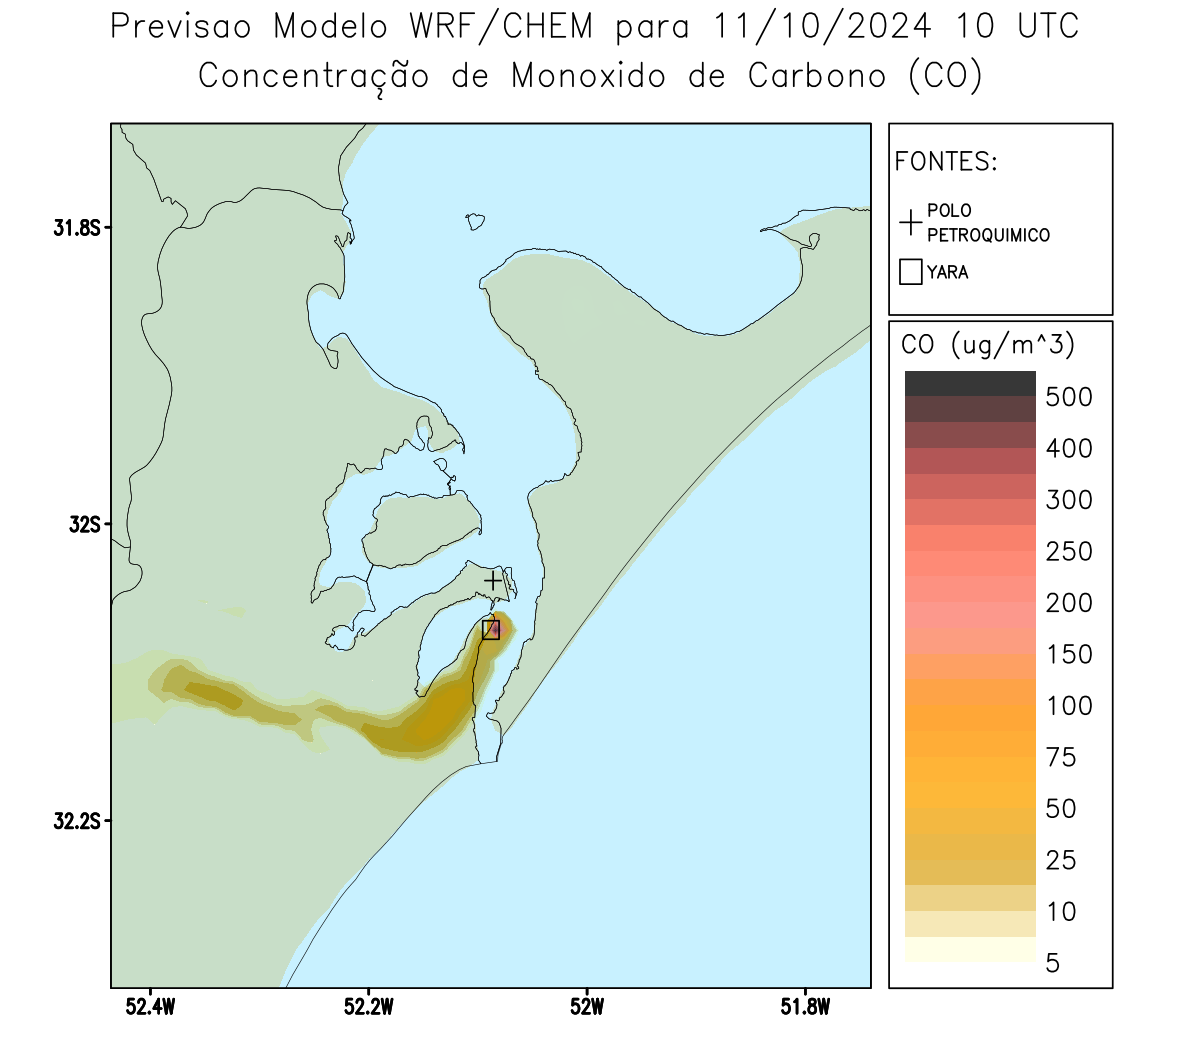 Previsao Modelo WRF/CHEM para 11/10/2024 10 UTC
Concentração de Monoxido de Carbono (CO)
FONTES:
POLO
PETROQUIMICO
YARA
CO (ug/m^3)
500
400
300
250
200
150
100
75
50
25
10
5
31.8S
32S
32.2S
52.4W
52.2W
52W
51.8W